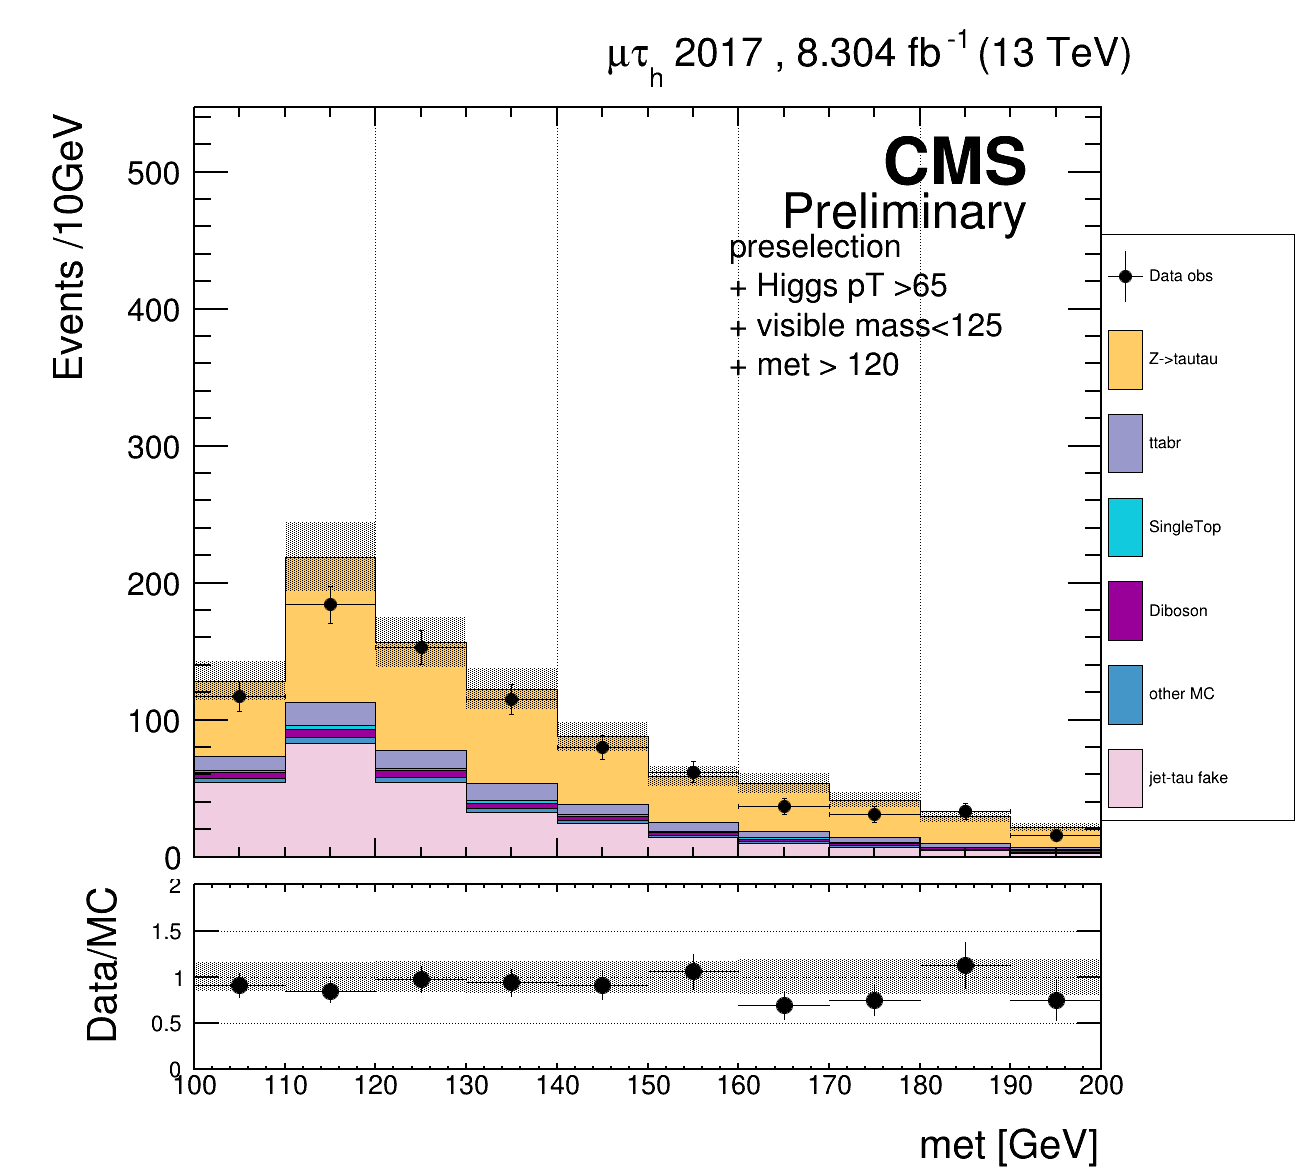 μτh 2017 , 8.304 fb-1 (13 TeV)
Events /10GeV
500
400
300
200
100
0
CMS
Preliminary
preselection
+ Higgs pT >65
+ visible mass<125
+ met > 120
Data obs
Z->tautau
ttabr
SingleTop
Diboson
other MC
jet-tau fake
Data/MC
2
1.5
1
0.5
0
100 110 120 130 140 150 160 170 180 190 200
met [GeV]